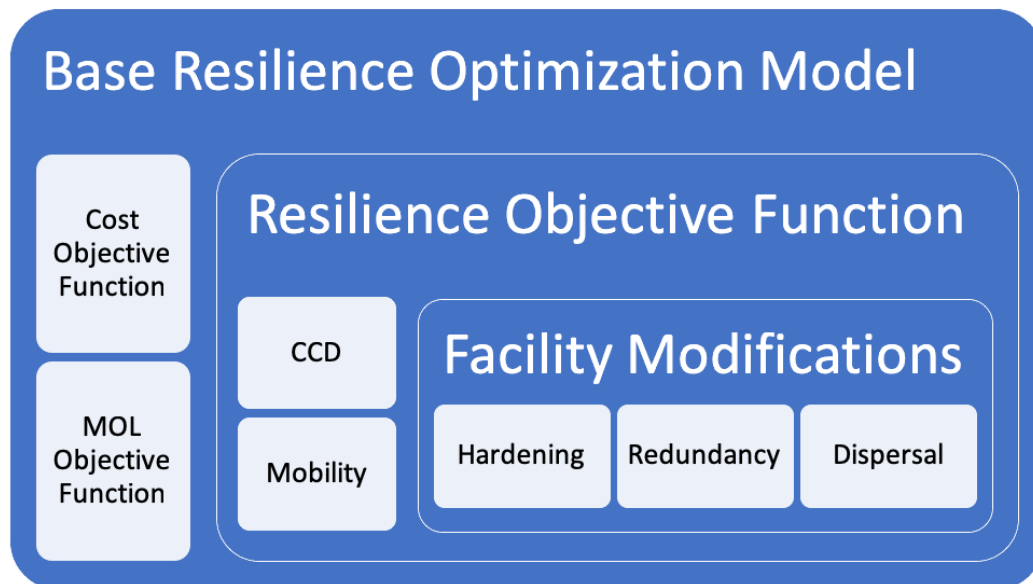 Base Resilience Optimization Model
Cost
Objective
Function
MOL
Objective
Function
Resilience Objective Function
CCD
Mobility
Facility Modifications
Hardening
Redundancy
Dispersal